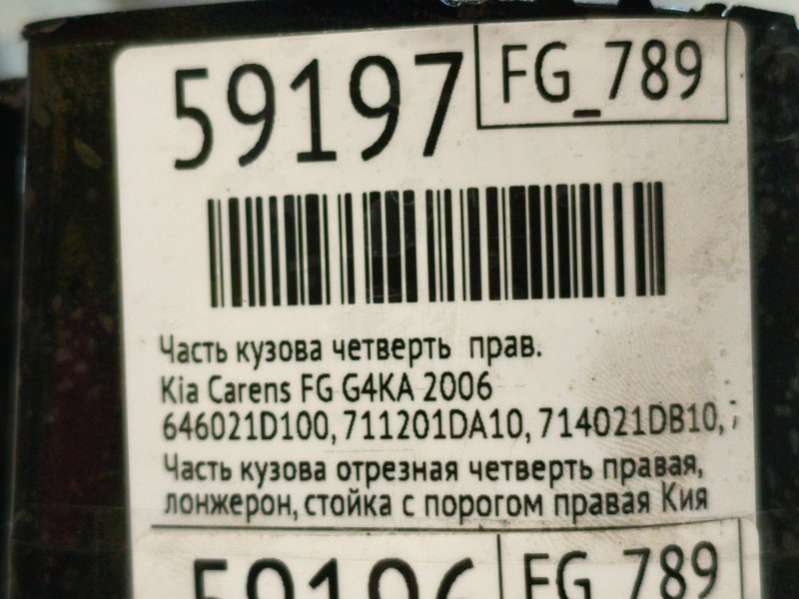 59197 FG_789
Часть кузова четверть прав.
Kia Carens FG G4KA 2006
646021D100, 711201DA10, 714021DB10,
Часть кузова отрезная четверть правая,
лонжерон, стойка с порогом правая Кия
59196 FG_789